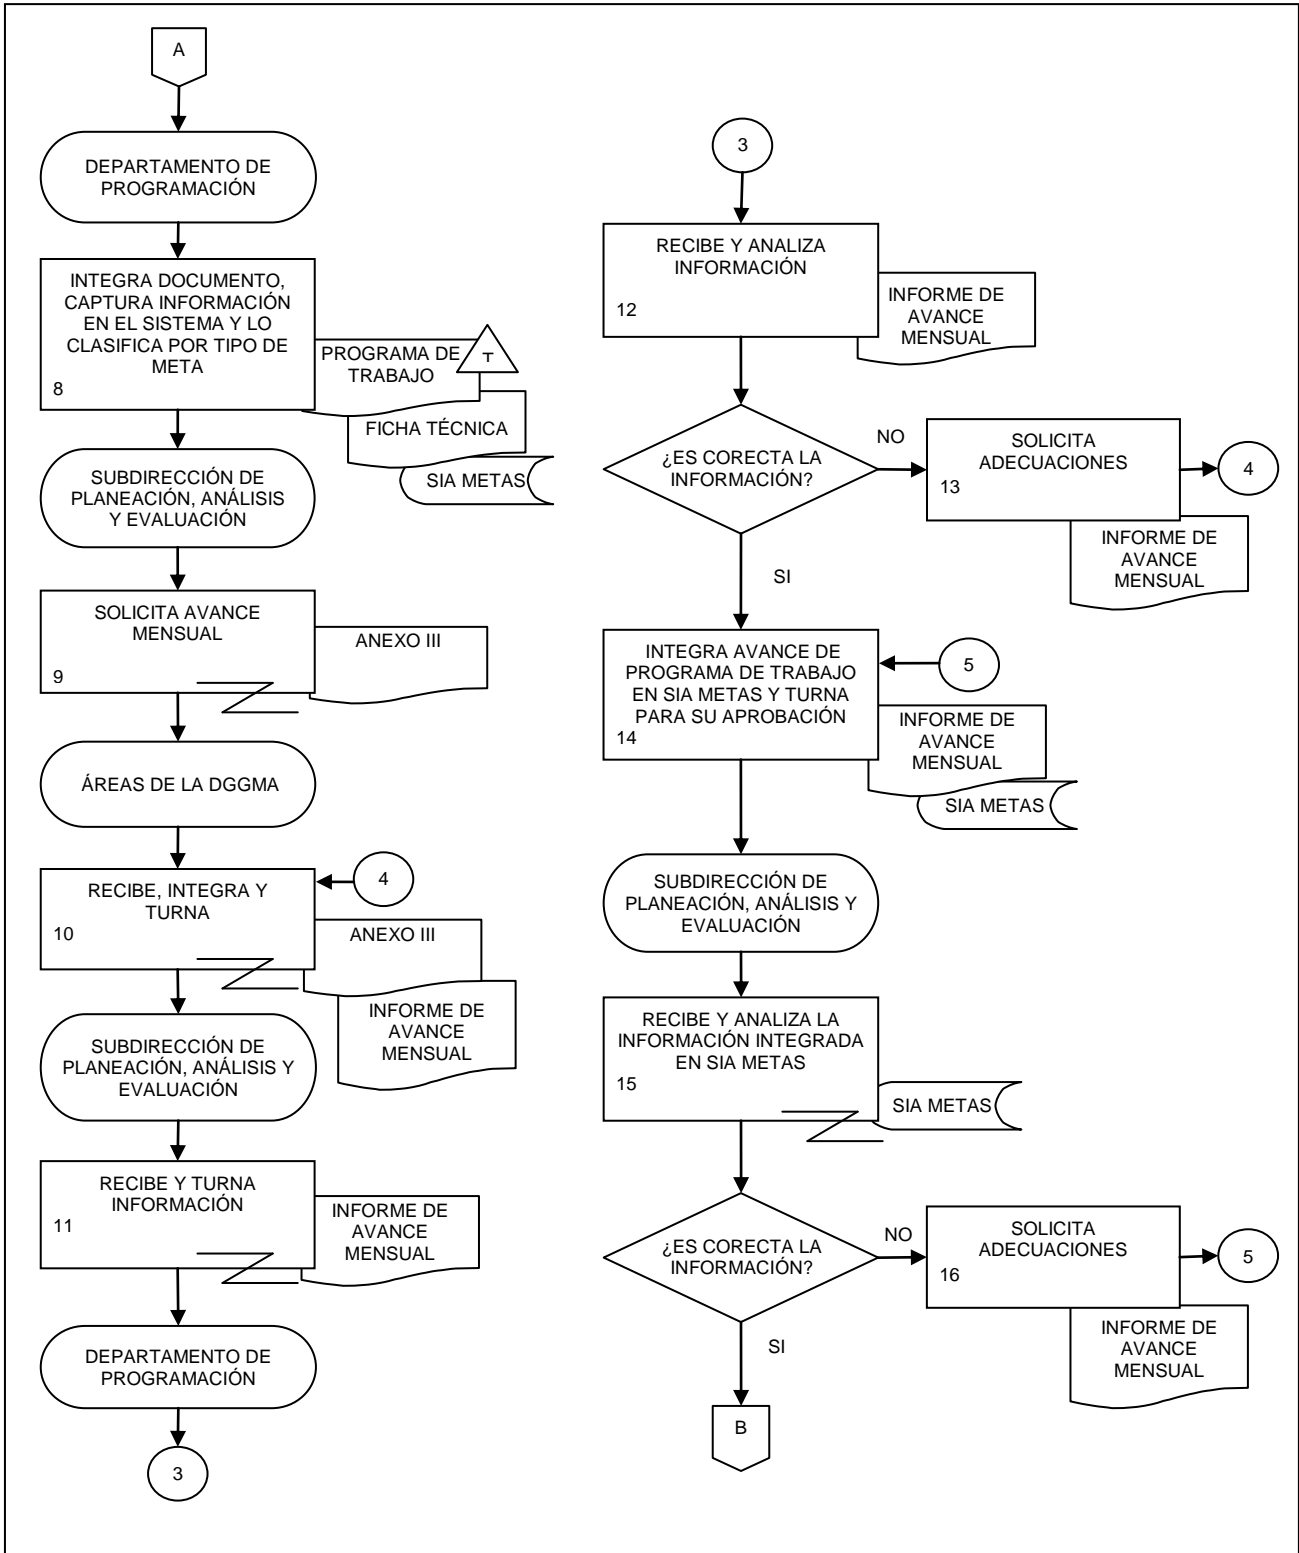 A
DEPARTAMENTO DE
PROGRAMACIÓN
INTEGRA DOCUMENTO,
CAPTURA INFORMACIÓN
EN EL SISTEMA Y LO
CLASIFICA POR TIPO DE
META
8
PROGRAMA DE
TRABAJO
T
FICHA TÉCNICA
SIA METAS
SUBDIRECCIÓN DE
PLANEACIÓN, ANÁLISIS
Y EVALUACIÓN
SOLICITA AVANCE
MENSUAL
9
ANEXO III
ÁREAS DE LA DGGMA
RECIBE, INTEGRA Y
TURNA
10
4
ANEXO III
INFORME DE
AVANCE
MENSUAL
SUBDIRECCIÓN DE
PLANEACIÓN, ANÁLISIS Y
EVALUACIÓN
RECIBE Y TURNA
INFORMACIÓN
11
INFORME DE
AVANCE
MENSUAL
DEPARTAMENTO DE
PROGRAMACIÓN
3
3
RECIBE Y ANALIZA
INFORMACIÓN
12
INFORME DE
AVANCE
MENSUAL
¿ES CORECTA LA
INFORMACIÓN?
NO
SOLICITA
ADECUACIONES
13
4
INFORME DE
AVANCE
MENSUAL
SI
INTEGRA AVANCE DE
PROGRAMA DE TRABAJO
EN SIA METAS Y TURNA
PARA SU APROBACIÓN
14
5
INFORME DE
AVANCE
MENSUAL
SIA METAS
SUBDIRECCIÓN DE
PLANEACIÓN, ANÁLISIS Y
EVALUACIÓN
RECIBE Y ANALIZA LA
INFORMACIÓN INTEGRADA
EN SIA METAS
15
SIA METAS
¿ES CORECTA LA
INFORMACIÓN?
NO
SOLICITA
ADECUACIONES
16
5
INFORME DE
AVANCE
MENSUAL
SI
B